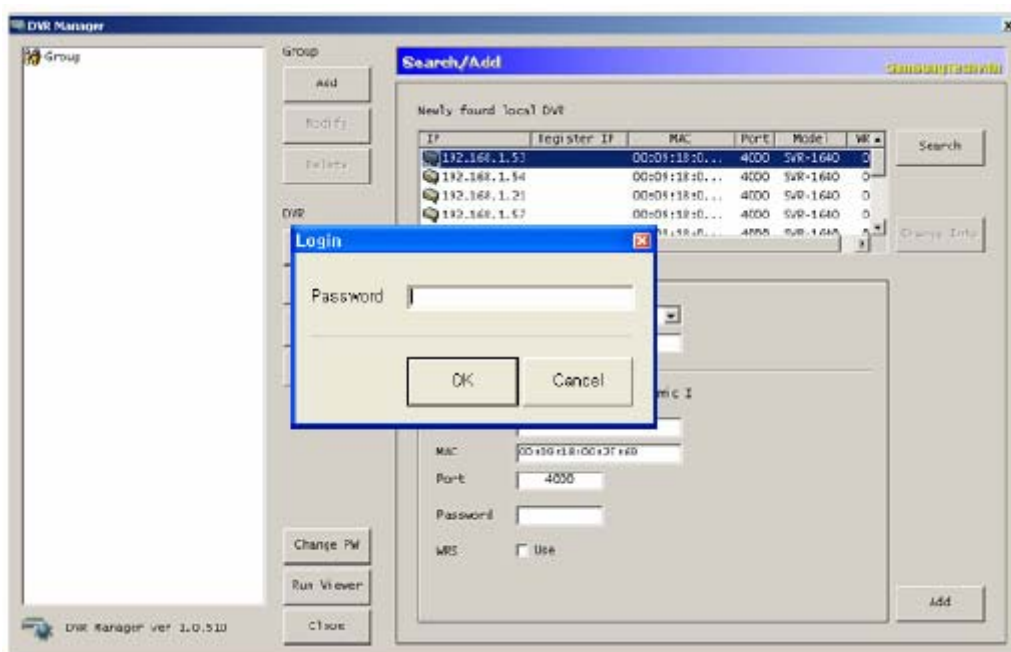 DVR Manager
Group
Group
Add
Modify
Delete
DVR
Search/Add
Newly found local DVR
IP Register IP MAC Port Model
192.168.1.53 00:09:18:0... 4000 SVR-1640 0
192.168.1.54 00:09:18:0... 4000 SVR-1640 0
192.168.1.21 00:09:18:0... 4000 SVR-1640 0
192.168.1.57 00:09:18:0... 4000 SVR-1640 0
Search
Login
Password
OK
Cancel
MAC
Port 4000
Password
WRS Use
Change PW
Run Viewer
Close
Add
DVR Manager ver 1.0.510